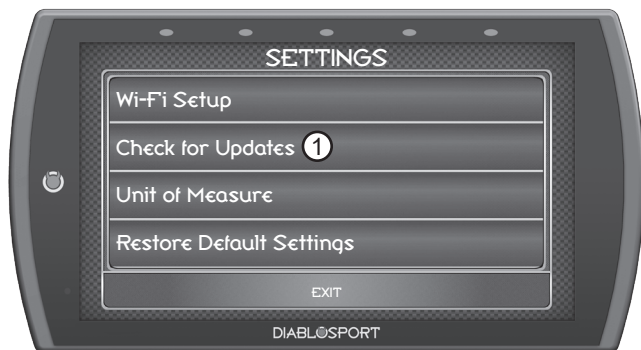 SETTINGS
Wi-Fi Setup
Check for Updates 1
Unit of Measure
Restore Default Settings
EXIT
DIABLOSPORT